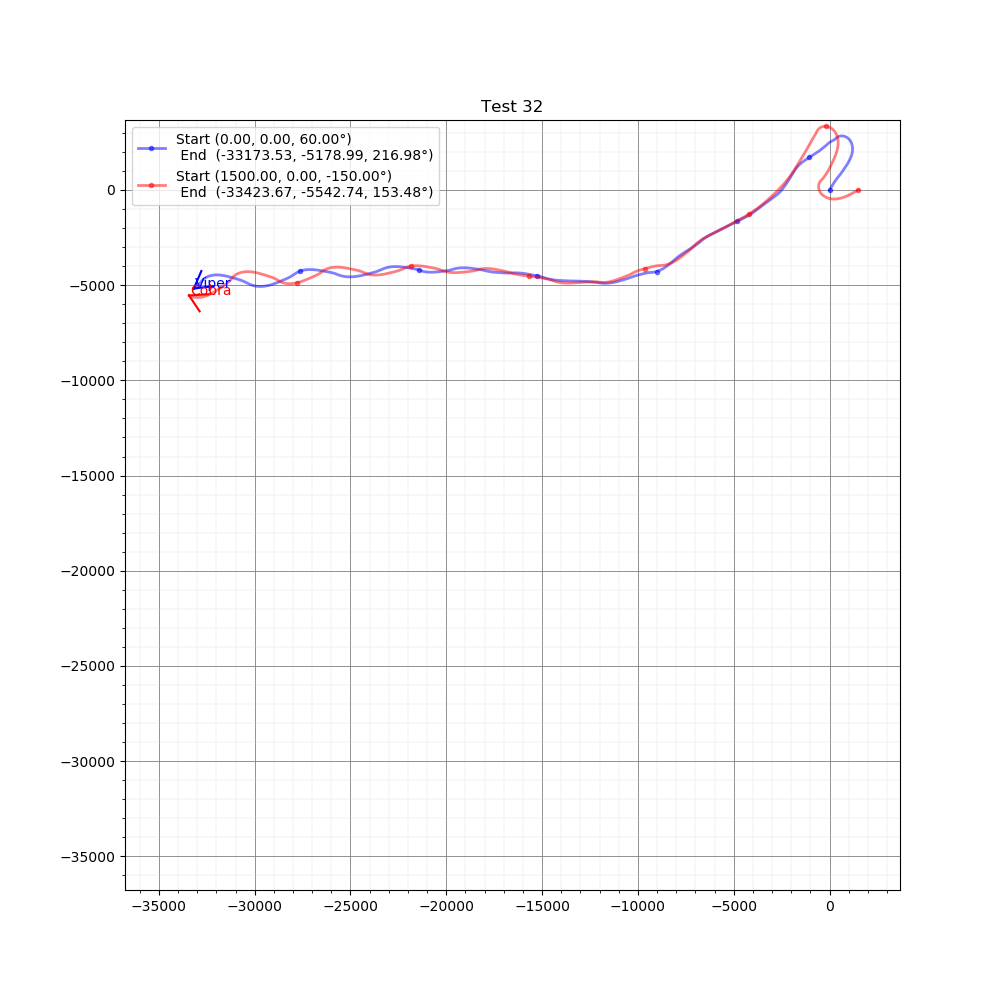 Test 32
Start (0.00, 0.00, 60.00°)
End (-33173.53, -5178.99, 216.98°)
Start (1500.00, 0.00, -150.00°)
End (-33423.67, -5542.74, 153.48°)
0
Viper
Cobra
−5000
−10000
−15000
−20000
−25000
−30000
−35000
−35000 −30000 −25000 −20000 −15000 −10000 −5000 0